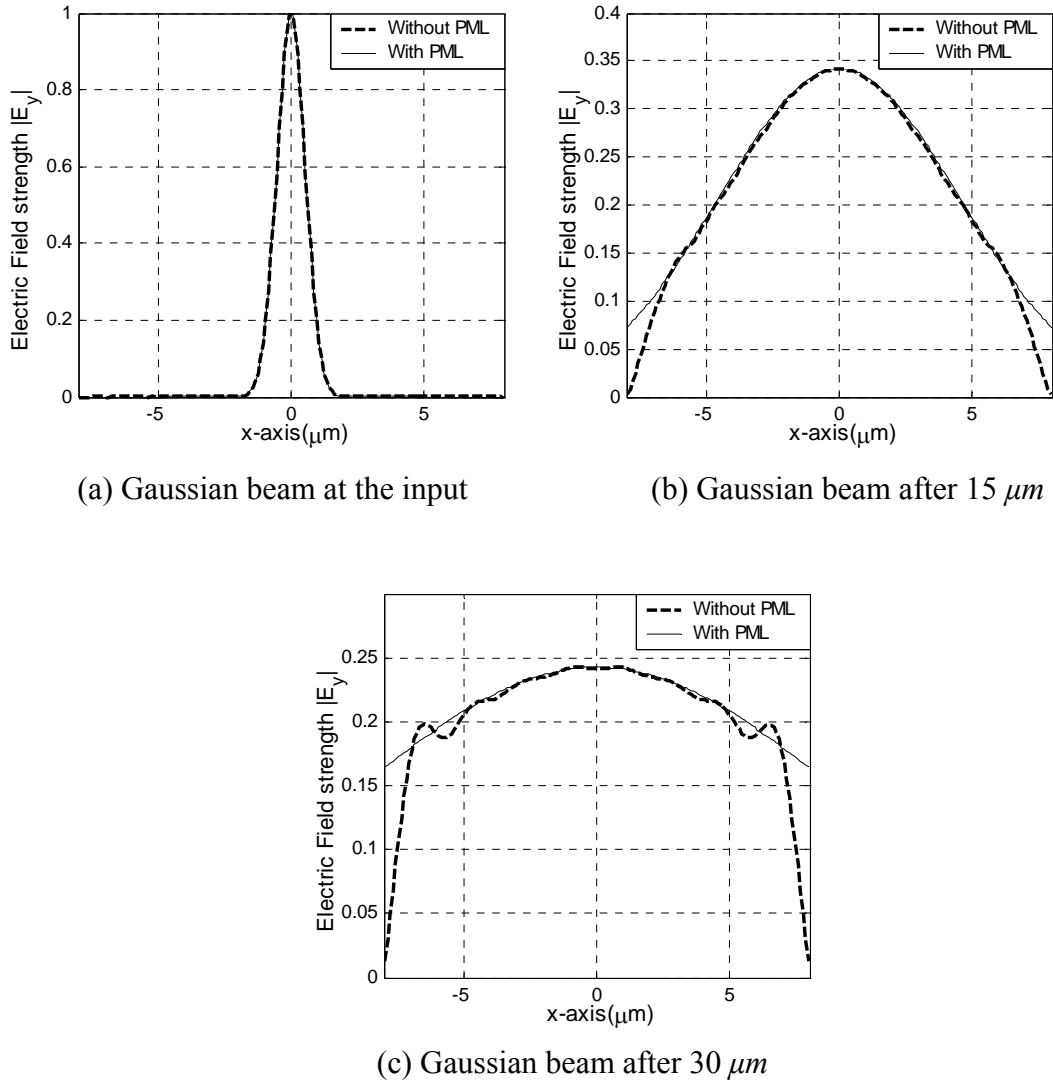 Without PML
With PML
Electric Field strength |E_y|
1
0.8
0.6
0.4
0.2
0
-5
0
5
x-axis(μm)
(a) Gaussian beam at the input
Without PML
With PML
Electric Field strength |E_y|
0.4
0.35
0.3
0.25
0.2
0.15
0.1
0.05
0
-5
0
5
x-axis(μm)
(b) Gaussian beam after 15 μm
Without PML
With PML
Electric Field strength |E_y|
0.25
0.2
0.15
0.1
0.05
0
-5
0
5
x-axis(μm)
(c) Gaussian beam after 30 μm